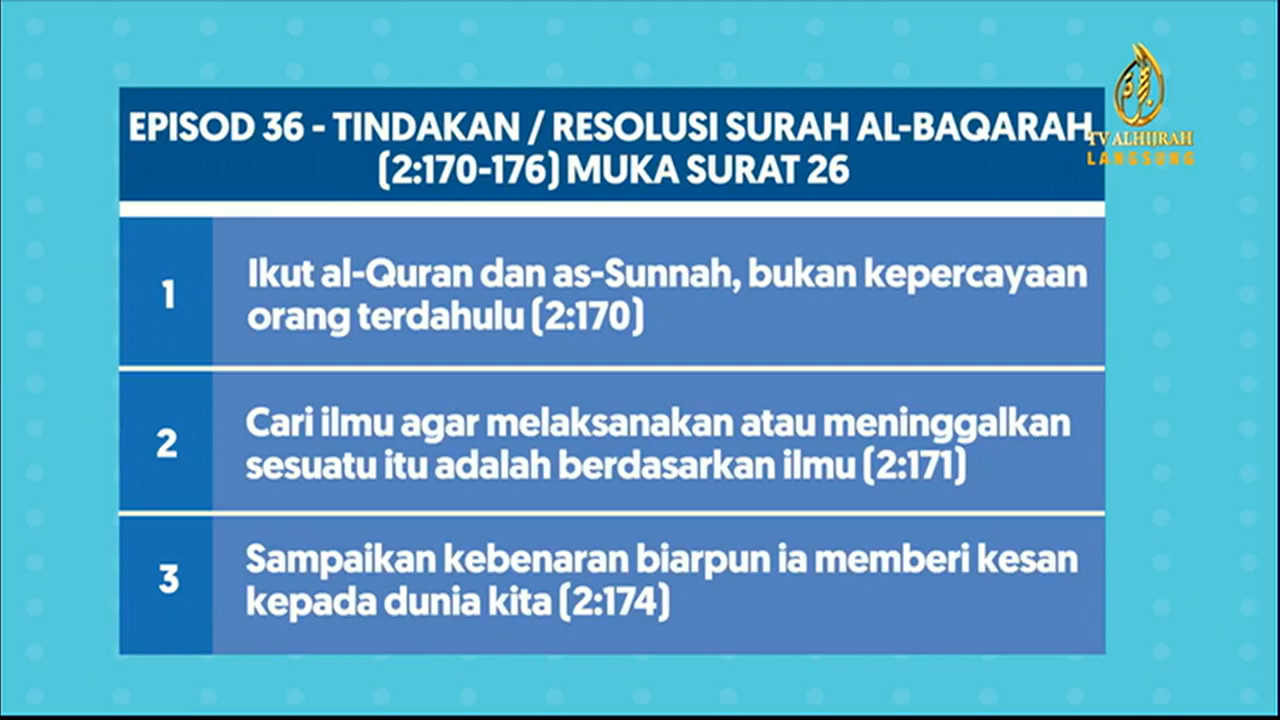 EPISOD 36 - TINDAKAN / RESOLUSI SURAH AL-BAQARAH
(2:170-176) MUKA SURAT 26
TV ALHIJRAH
LANGSUNG
1
Ikut al-Quran dan as-Sunnah, bukan kepercayaan
orang terdahulu (2:170)
2
Cari ilmu agar melaksanakan atau meninggalkan
sesuatu itu adalah berdasarkan ilmu (2:171)
3
Sampaikan kebenaran biarpun ia memberi kesan
kepada dunia kita (2:174)